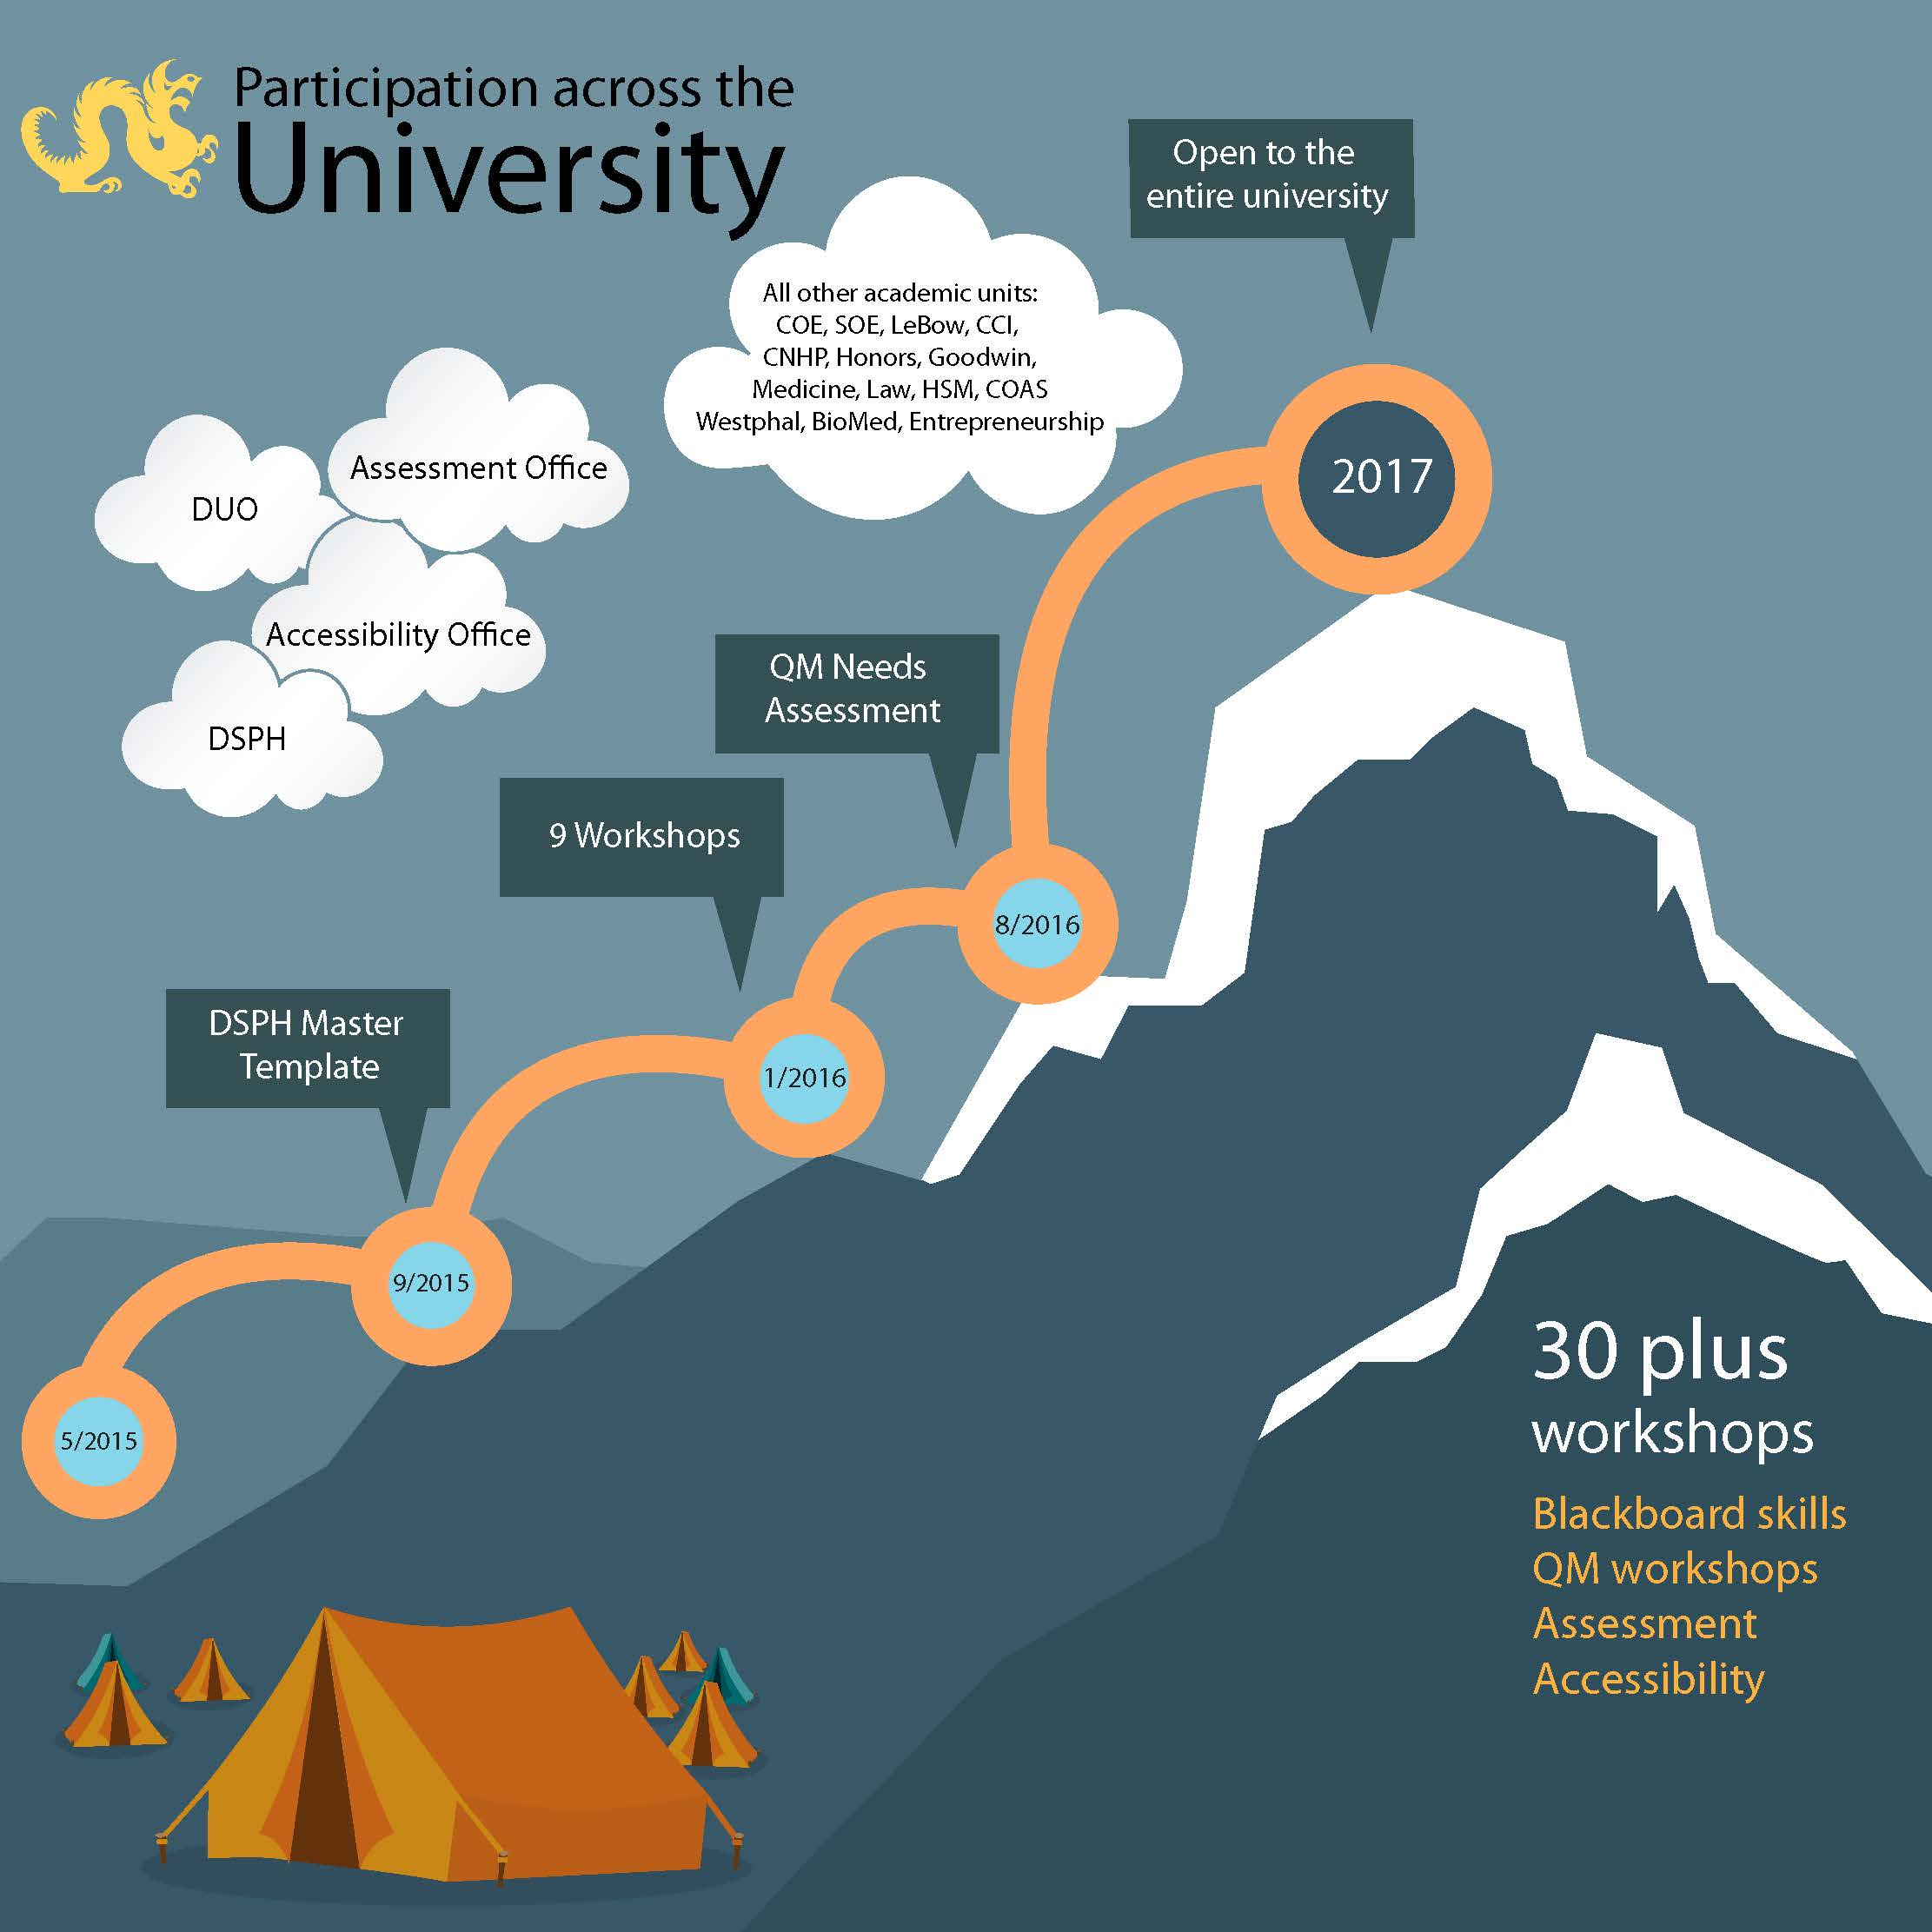 Participation across the
University
Open to the
entire university
All other academic units:
COE, SOE, LeBow, CCI,
CNHP, Honors, Goodwin,
Medicine, Law, HSM, COAS
Westphal, BioMed, Entrepreneurship
Assessment Office
DUO
Accessibility Office
DSPH
2017
QM Needs
Assessment
9 Workshops
8/2016
DSPH Master
Template
1/2016
9/2015
5/2015
30 plus
workshops
Blackboard skills
QM workshops
Assessment
Accessibility